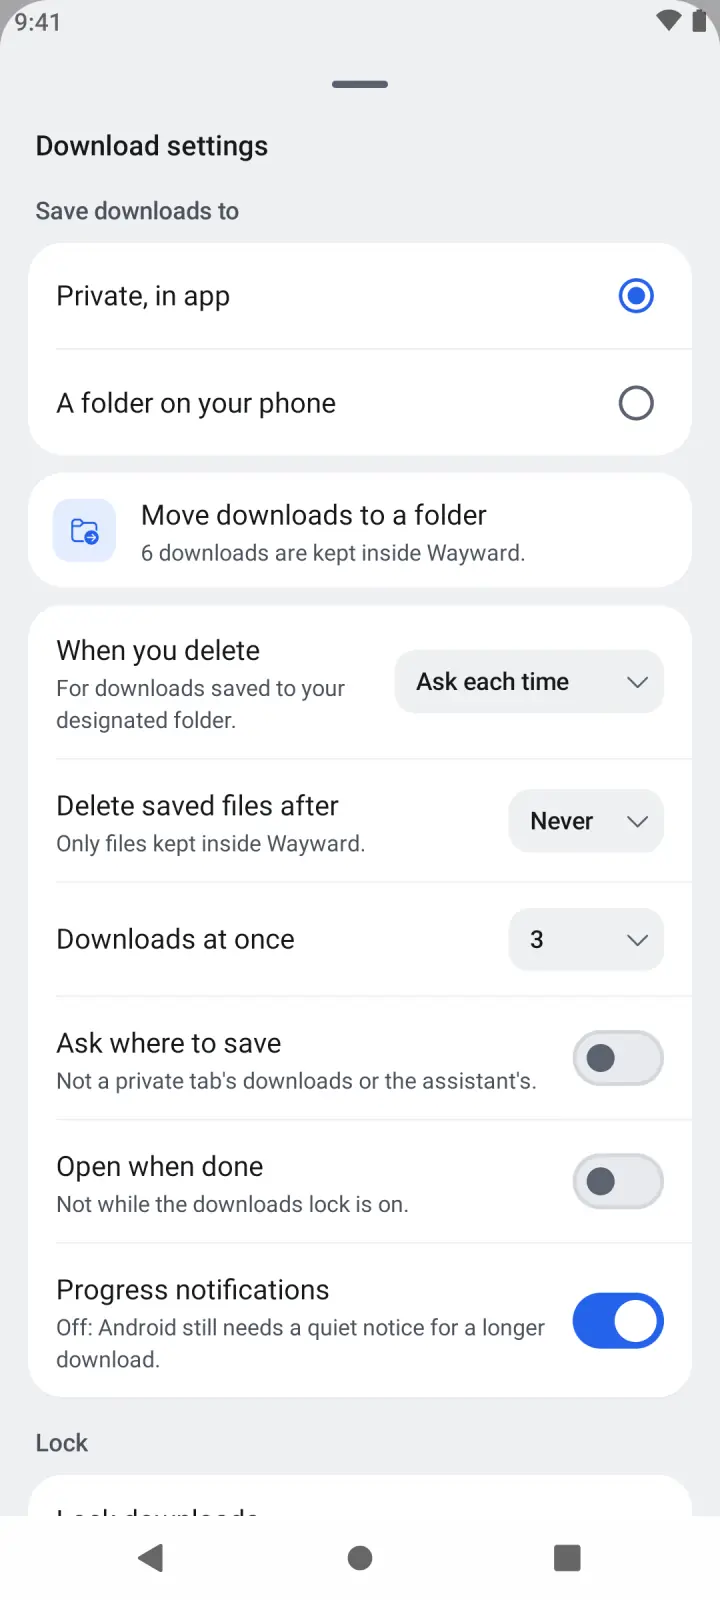 9:41
Download settings
Save downloads to
Private, in app
A folder on your phone
Move downloads to a folder
6 downloads are kept inside Wayward.
When you delete
For downloads saved to your
designated folder.
Ask each time
Delete saved files after
Only files kept inside Wayward.
Never
Downloads at once
3
Ask where to save
Not a private tab's downloads or the assistant's.
Open when done
Not while the downloads lock is on.
Progress notifications
Off: Android still needs a quiet notice for a longer
download.
Lock
Lock downloads